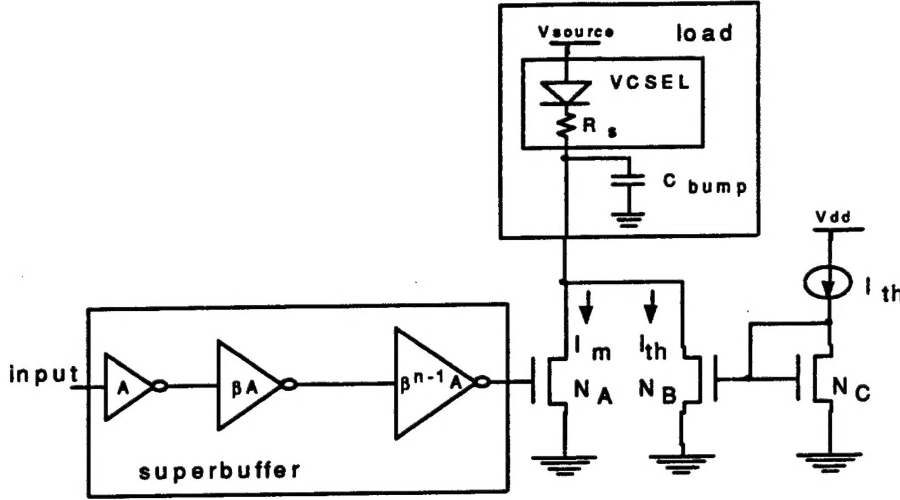 Vsource
load
VCSEL
R s
C bump
Vdd
I th
input
A
βA
β^n-1 A
I m
I th
N A
N B
N C
superbuffer